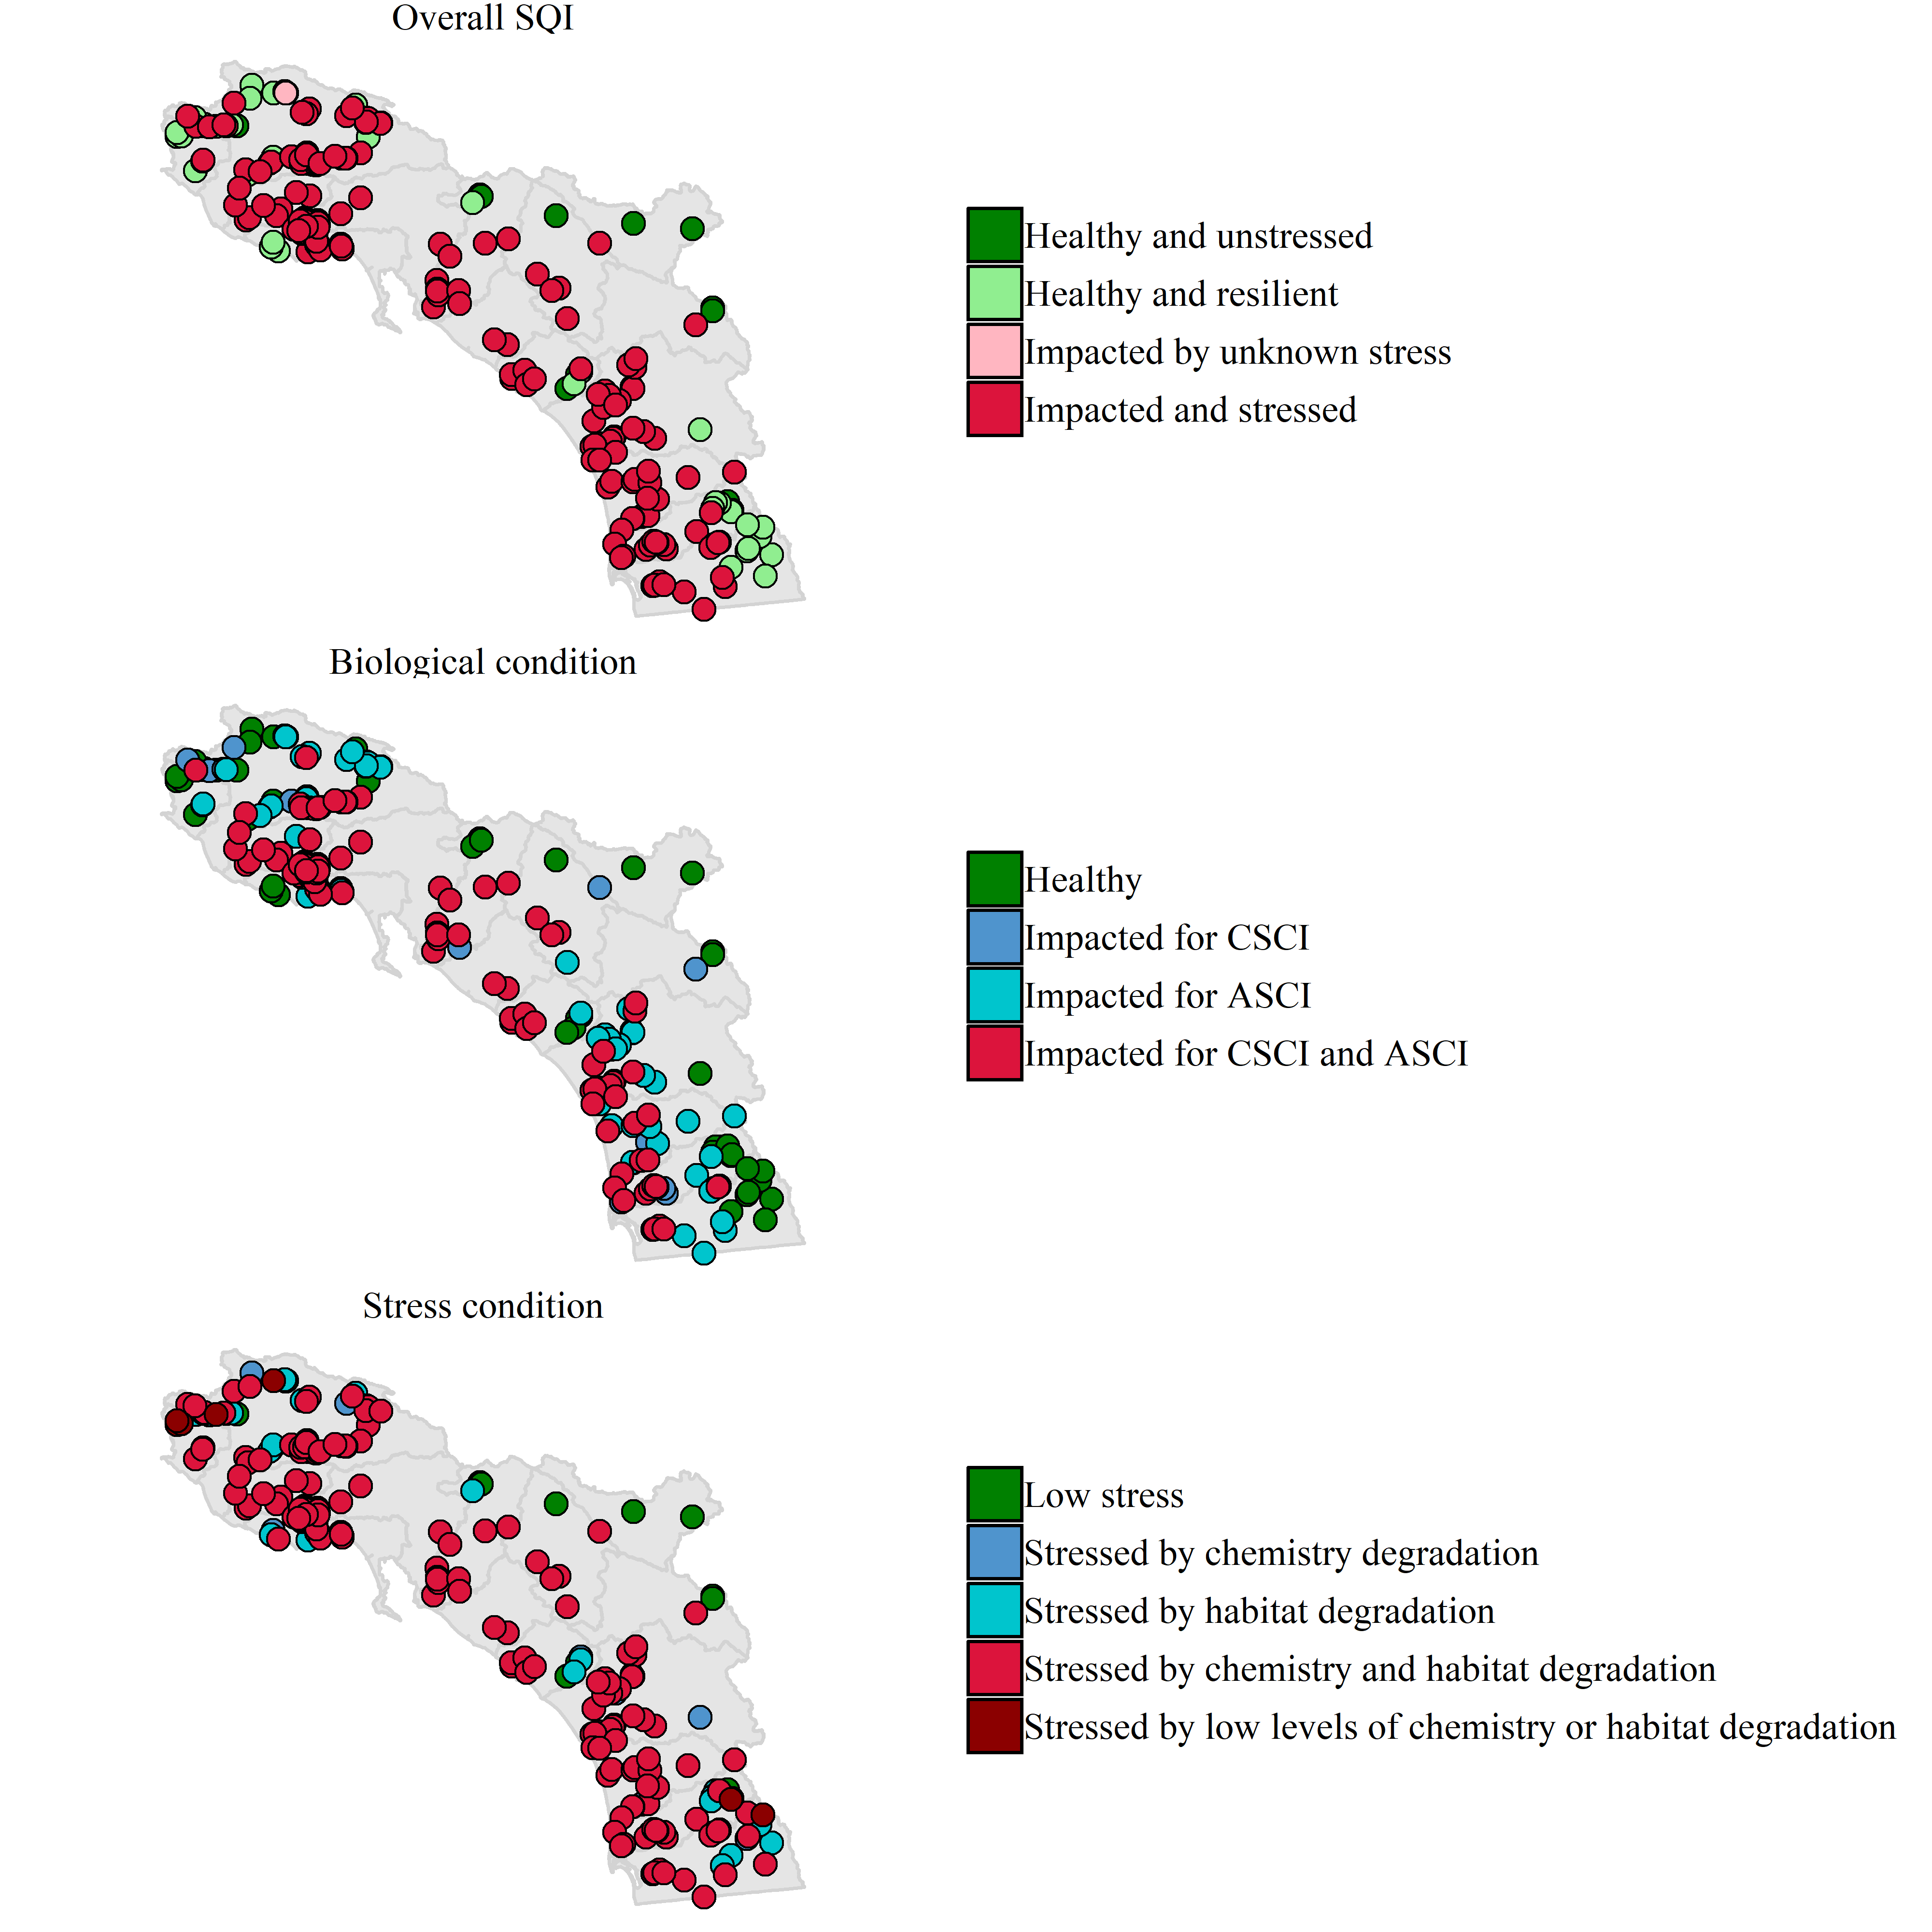 Overall SQI
Healthy and unstressed
Healthy and resilient
Impacted by unknown stress
Impacted and stressed
Biological condition
Healthy
Impacted for CSCI
Impacted for ASCI
Impacted for CSCI and ASCI
Stress condition
Low stress
Stressed by chemistry degradation
Stressed by habitat degradation
Stressed by chemistry and habitat degradation
Stressed by low levels of chemistry or habitat degradation